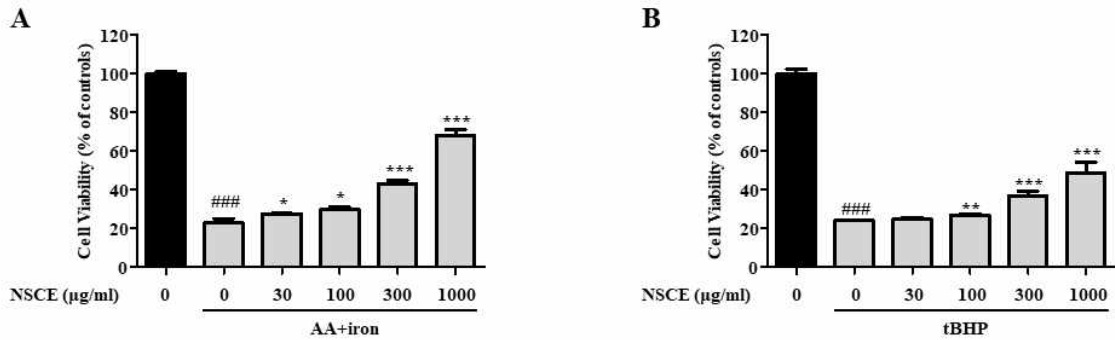 A
Cell Viability (% of controls)
120
100
80
60
40
20
0
###
*
*
***
***
NSCE (μg/ml) 0 0 30 100 300 1000
AA+iron
B
Cell Viability (% of controls)
120
100
80
60
40
20
0
###
**
***
***
NSCE (μg/ml) 0 0 30 100 300 1000
tBHP